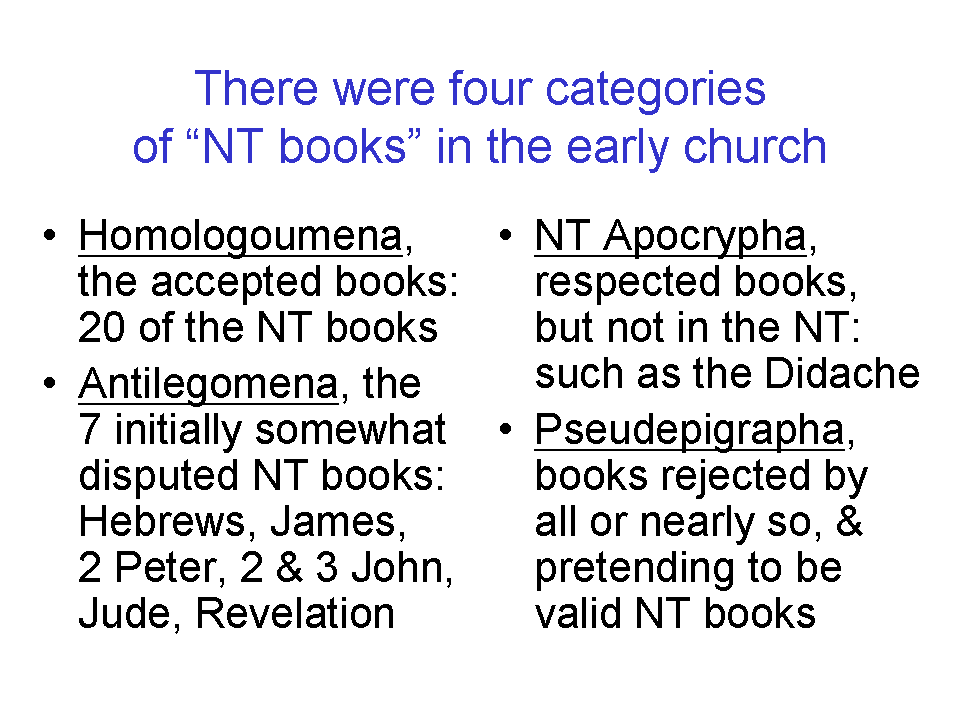 There were four categories
of “NT books” in the early church
• Homologoumena,
the accepted books:
20 of the NT books
• Antilegomena, the
7 initially somewhat
disputed NT books:
Hebrews, James,
2 Peter, 2 & 3 John,
Jude, Revelation
• NT Apocrypha,
respected books,
but not in the NT:
such as the Didache
• Pseudepigrapha,
books rejected by
all or nearly so, &
pretending to be
valid NT books